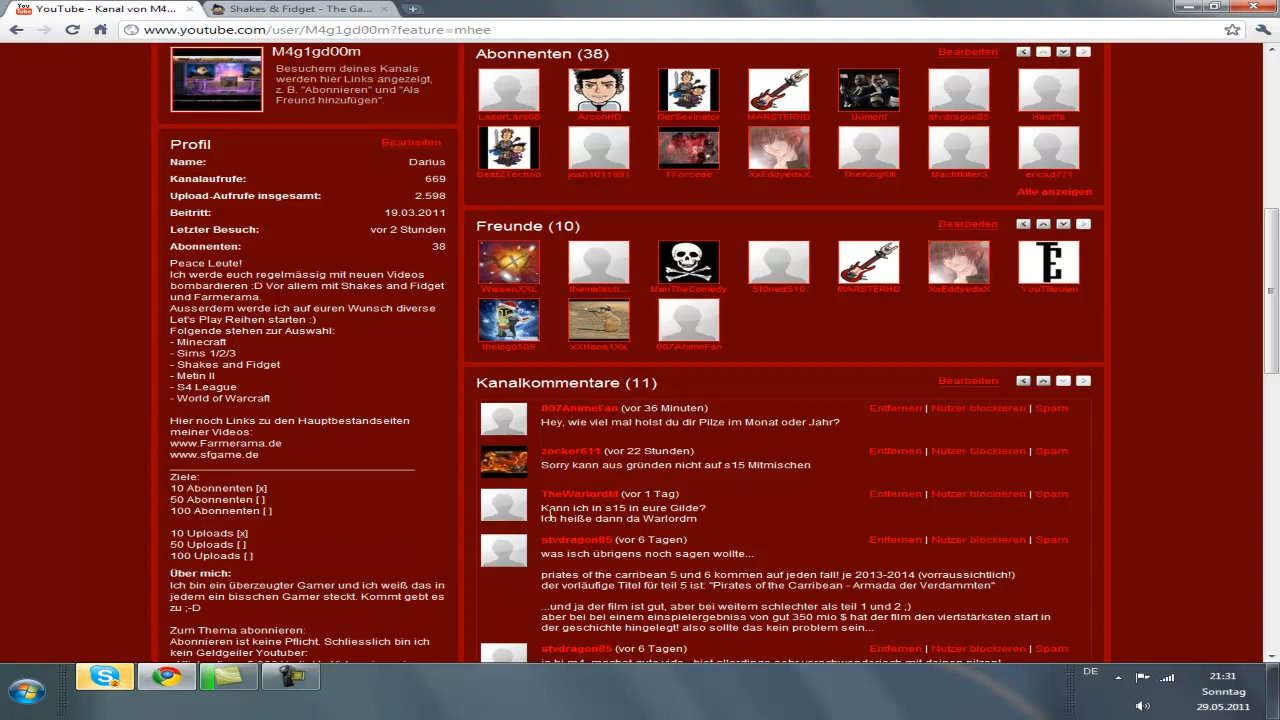 YouTube - Kanal von M4...
Shakes & Fidget - The Ga...
www.youtube.com/user/M4g1gd00m?feature=mhee
M4g1gd00m
Besuchern deines Kanals
werden hier Links angezeigt,
z. B. "Abonnieren" und "Als
Freund hinzufügen".
Profil
Bearbeiten
Name: Darius
Kanalaufrufe: 669
Upload-Aufrufe insgesamt: 2.598
Beitritt: 19.03.2011
Letzter Besuch: vor 2 Stunden
Abonnenten: 38
Peace Leute!
Ich werde euch regelmässig mit neuen Videos
bombardieren :D Vor allem mit Shakes and Fidget
und Farmerama.
Ausserdem werde ich auf euren Wunsch diverse
Let's Play Reihen starten :)
Folgende stehen zur Auswahl:
- Minecraft
- Sims 1/2/3
- Shakes and Fidget
- Metin II
- S4 League
- World of Warcraft
Hier noch Links zu den Hauptbestandseiten
meiner Videos:
www.Farmerama.de
www.sfgame.de
Ziele:
10 Abonnenten [x]
50 Abonnenten [ ]
100 Abonnenten [ ]
10 Uploads [x]
50 Uploads [ ]
100 Uploads [ ]
Über mich:
Ich bin ein überzeugter Gamer und ich weiß das in
jedem ein bisschen Gamer steckt. Kommt gebt es
zu ;-D
Zum Thema abonnieren:
Abonnieren ist keine Pflicht. Schliesslich bin ich
kein Geldgeiler Youtuber:
Abonnenten (38)
Bearbeiten
LaserLars06 ArconHD DerSevinator MARSTERHD stvdragon85 Hauffe
BeatZTechno josh1011981 FForceee XxEddyedxX TheKingKili Machtkiller3 ericxd771
Alle anzeigen
Freunde (10)
Bearbeiten
WissenXXL thematsch... ManTheComedy St0nedS10 MARSTERHD XxEddyedxX
thelego505 xXHans1Xx 007AnimeFan
Kanalkommentare (11)
Bearbeiten
007AnimeFan (vor 36 Minuten)
Entfernen | Nutzer blockieren | Spam
Hey, wie viel mal holst du dir Pilze im Monat oder Jahr?
zocker611 (vor 22 Stunden)
Entfernen | Nutzer blockieren | Spam
Sorry kann aus gründen nicht auf s15 Mitmischen
TheWarlordM (vor 1 Tag)
Entfernen | Nutzer blockieren | Spam
Kann ich in s15 in eure Gilde?
Ich heiße dann da Warlordm
stvdragon85 (vor 6 Tagen)
Entfernen | Nutzer blockieren | Spam
was isch übrigens noch sagen wollte...
priates of the carribean 5 und 6 kommen auf jeden fall! je 2013-2014 (vorraussichtlich!)
der vorläufige Titel für teil 5 ist: "Pirates of the Carribean - Armada der Verdammten"
...und ja der film ist gut, aber bei weitem schlechter als teil 1 und 2 ;)
aber bei bei einem einspielergebniss von gut 350 mio $ hat der film den viertstärksten start in
der geschichte hingelegt! also sollte das kein problem sein...
stvdragon85 (vor 6 Tagen)
Entfernen | Nutzer blockieren | Spam
DE
21:31
Sonntag
29.05.2011